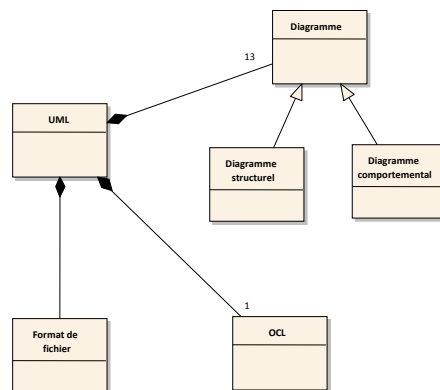 Diagramme
13
UML
Diagramme
structurel
Diagramme
comportemental
1
Format de
fichier
OCL